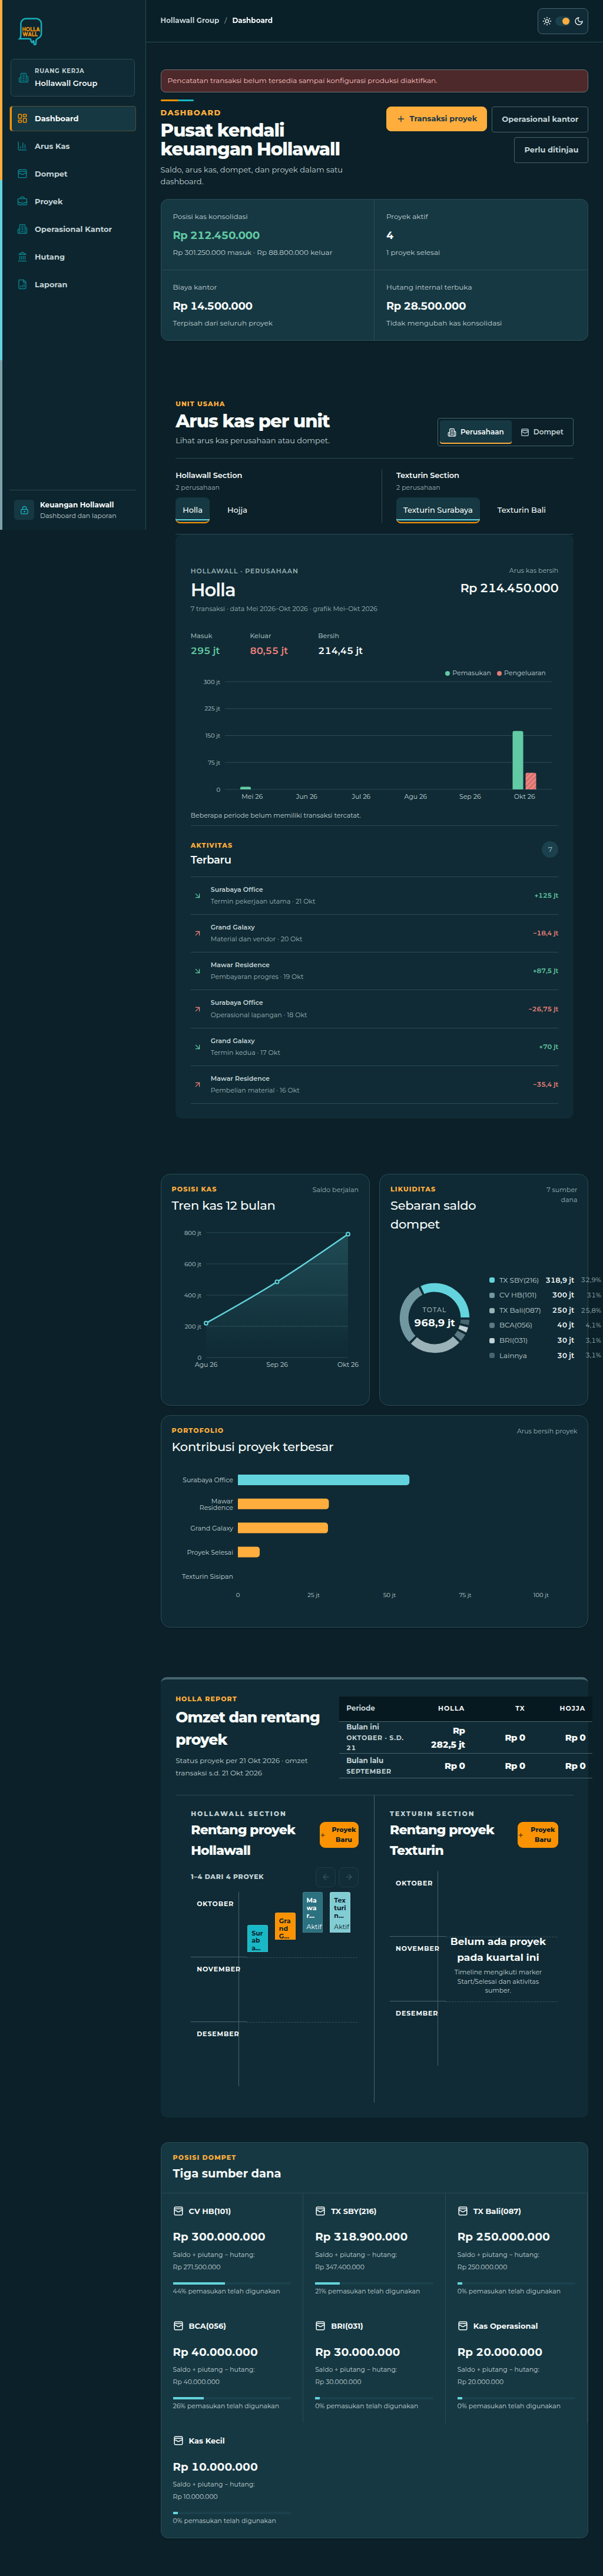 HOLLA
WALL
RUANG KERJA
Hollawall Group
Dashboard
Arus Kas
Dompet
Proyek
Operasional Kantor
Hutang
Laporan
Keuangan Hollawall
Dashboard dan laporan
Hollawall Group / Dashboard
Pencatatan transaksi belum tersedia sampai konfigurasi produksi diaktifkan.
DASHBOARD
Pusat kendali
keuangan Hollawall
Saldo, arus kas, dompet, dan proyek dalam satu
dashboard.
+ Transaksi proyek
Operasional kantor
Perlu ditinjau
Posisi kas konsolidasi
Rp 212.450.000
Rp 301.250.000 masuk · Rp 88.800.000 keluar
Proyek aktif
4
1 proyek selesai
Biaya kantor
Rp 14.500.000
Terpisah dari seluruh proyek
Hutang internal terbuka
Rp 28.500.000
Tidak mengubah kas konsolidasi
UNIT USAHA
Arus kas per unit
Lihat arus kas perusahaan atau dompet.
Perusahaan
Dompet
Hollawall Section
2 perusahaan
Holla
Hojja
Texturin Section
2 perusahaan
Texturin Surabaya
Texturin Bali
HOLLAWALL · PERUSAHAAN
Holla
7 transaksi · data Mei 2026–Okt 2026 · grafik Mei–Okt 2026
Arus kas bersih
Rp 214.450.000
Masuk
295 jt
Keluar
80,55 jt
Bersih
214,45 jt
Pemasukan
Pengeluaran
300 jt
225 jt
150 jt
75 jt
0
Mei 26
Jun 26
Jul 26
Agu 26
Sep 26
Okt 26
Beberapa periode belum memiliki transaksi tercatat.
AKTIVITAS
Terbaru
7
Surabaya Office
Termin pekerjaan utama · 21 Okt
+125 jt
Grand Galaxy
Material dan vendor · 20 Okt
−18,4 jt
Mawar Residence
Pembayaran progres · 19 Okt
+87,5 jt
Surabaya Office
Operasional lapangan · 18 Okt
−26,75 jt
Grand Galaxy
Termin kedua · 17 Okt
+70 jt
Mawar Residence
Pembelian material · 16 Okt
−35,4 jt
POSISI KAS
Tren kas 12 bulan
Saldo berjalan
800 jt
600 jt
400 jt
200 jt
0
Agu 26
Sep 26
Okt 26
LIKUIDITAS
Sebaran saldo
dompet
7 sumber
dana
TOTAL
968,9 jt
TX SBY(216) 318,9 jt 32,9%
CV HB(101) 300 jt 31%
TX Bali(087) 250 jt 25,8%
BCA(056) 40 jt 4,1%
BRI(031) 30 jt 3,1%
Lainnya 30 jt 3,1%
PORTOFOLIO
Kontribusi proyek terbesar
Arus bersih proyek
Surabaya Office
Mawar
Residence
Grand Galaxy
Proyek Selesai
Texturin Sisipan
0
25 jt
50 jt
75 jt
100 jt
HOLLA REPORT
Omzet dan rentang
proyek
Status proyek per 21 Okt 2026 · omzet
transaksi s.d. 21 Okt 2026
Periode HOLLA TX HOJJA
Bulan ini
OKTOBER · S.D.
21
Rp
282,5 jt
Rp 0
Rp 0
Bulan lalu
SEPTEMBER
Rp 0
Rp 0
Rp 0
HOLLAWALL SECTION
Rentang proyek
Hollawall
+ Proyek
Baru
1–4 DARI 4 PROYEK
OKTOBER
NOVEMBER
DESEMBER
Sur
ab
a...
Gra
nd
G...
Ma
wa
r...
Aktif
Tex
turi
n...
Aktif
TEXTURIN SECTION
Rentang proyek
Texturin
+ Proyek
Baru
OKTOBER
NOVEMBER
DESEMBER
Belum ada proyek
pada kuartal ini
Timeline mengikuti marker
Start/Selesai dan aktivitas
sumber.
POSISI DOMPET
Tiga sumber dana
CV HB(101)
Rp 300.000.000
Saldo + piutang − hutang:
Rp 271.500.000
44% pemasukan telah digunakan
TX SBY(216)
Rp 318.900.000
Saldo + piutang − hutang:
Rp 347.400.000
21% pemasukan telah digunakan
TX Bali(087)
Rp 250.000.000
Saldo + piutang − hutang:
Rp 250.000.000
0% pemasukan telah digunakan
BCA(056)
Rp 40.000.000
Saldo + piutang − hutang:
Rp 40.000.000
26% pemasukan telah digunakan
BRI(031)
Rp 30.000.000
Saldo + piutang − hutang:
Rp 30.000.000
0% pemasukan telah digunakan
Kas Operasional
Rp 20.000.000
Saldo + piutang − hutang:
Rp 20.000.000
0% pemasukan telah digunakan
Kas Kecil
Rp 10.000.000
Saldo + piutang − hutang:
Rp 10.000.000
0% pemasukan telah digunakan